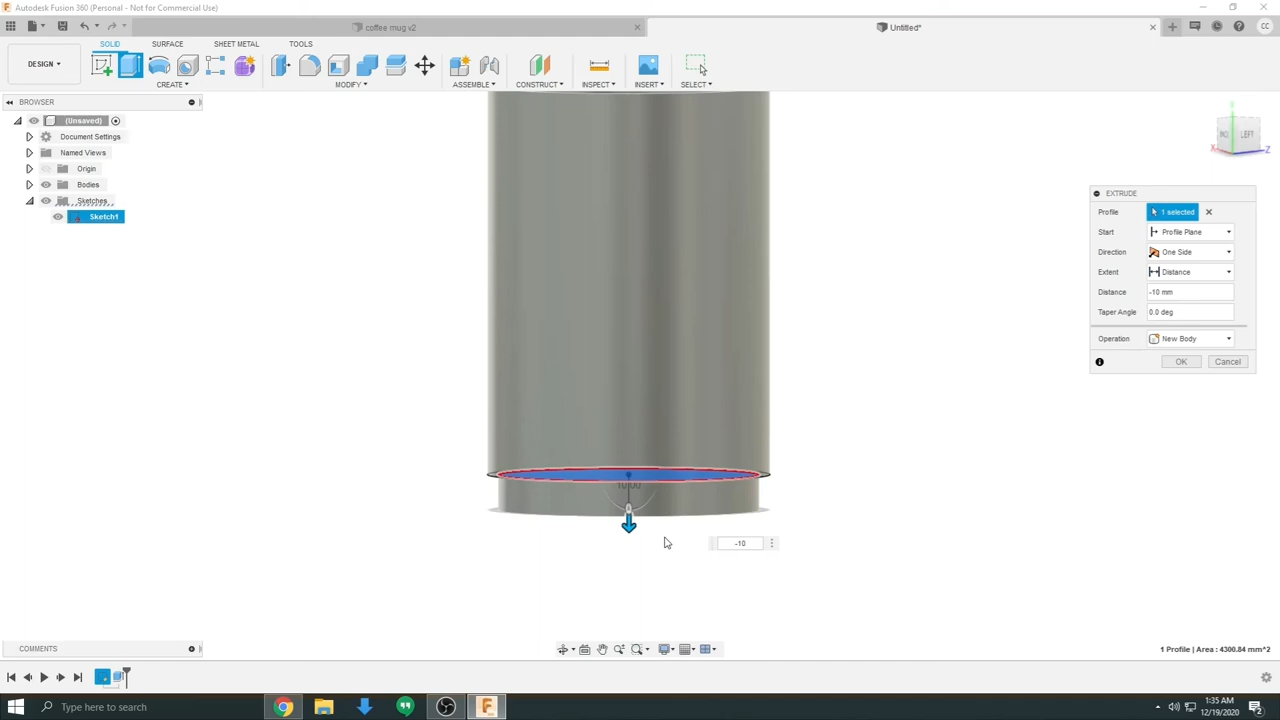 Autodesk Fusion 360 (Personal - Not for Commercial Use)
coffee mug v2
Untitled*
CC
SOLID
SURFACE
SHEET METAL
TOOLS
DESIGN
CREATE
MODIFY
ASSEMBLE
CONSTRUCT
INSPECT
INSERT
SELECT
BROWSER
(Unsaved)
Document Settings
Named Views
Origin
Bodies
Sketches
Sketch1
LEFT
X
Z
EXTRUDE
Profile
1 selected
Start
Profile Plane
Direction
One Side
Extent
Distance
Distance
-10 mm
Taper Angle
0.0 deg
Operation
New Body
OK
Cancel
10.00
-10
COMMENTS
1 Profile | Area : 4300.84 mm^2
Type here to search
1:35 AM
12/19/2020
2